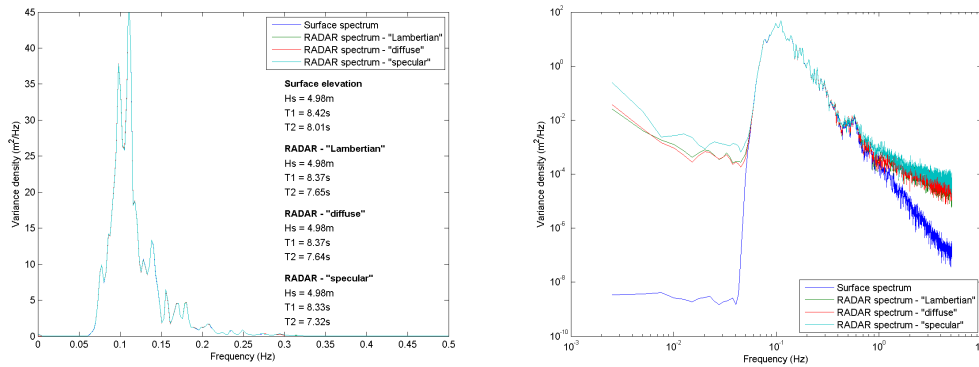 Surface spectrum
RADAR spectrum - "Lambertian"
RADAR spectrum - "diffuse"
RADAR spectrum - "specular"
Surface elevation
Hs = 4.98m
T1 = 8.42s
T2 = 8.01s
RADAR - "Lambertian"
Hs = 4.98m
T1 = 8.37s
T2 = 7.65s
RADAR - "diffuse"
Hs = 4.98m
T1 = 8.37s
T2 = 7.64s
RADAR - "specular"
Hs = 4.98m
T1 = 8.33s
T2 = 7.32s
45
40
35
30
25
20
15
10
5
0
Variance density (m²/Hz)
0 0.05 0.1 0.15 0.2 0.25 0.3 0.35 0.4 0.45 0.5
Frequency (Hz)
10²
10⁰
10⁻²
10⁻⁴
10⁻⁶
10⁻⁸
10⁻¹⁰
Variance density (m²/Hz)
Surface spectrum
RADAR spectrum - "Lambertian"
RADAR spectrum - "diffuse"
RADAR spectrum - "specular"
10⁻³ 10⁻² 10⁻¹ 10⁰
Frequency (Hz)